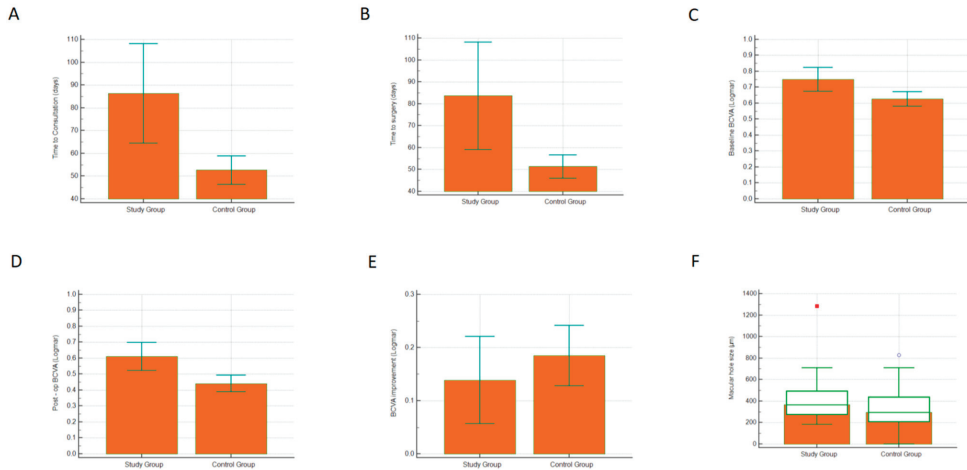 A
Time to Consultation (days)
110
100
90
80
70
60
50
40
Study Group
Control Group
B
Time to surgery (days)
110
100
90
80
70
60
50
40
Study Group
Control Group
C
Baseline BCVA (Logmar)
1.0
0.9
0.8
0.7
0.6
0.5
0.4
0.3
0.2
0.1
0.0
Study Group
Control Group
D
Post -op BCVA (Logmar)
1.0
0.9
0.8
0.7
0.6
0.5
0.4
0.3
0.2
0.1
0.0
Study Group
Control Group
E
BCVA improvement (Logmar)
0.3
0.2
0.1
0.0
Study Group
Control Group
F
Macular hole size (µm)
1400
1200
1000
800
600
400
200
0
Study Group
Control Group